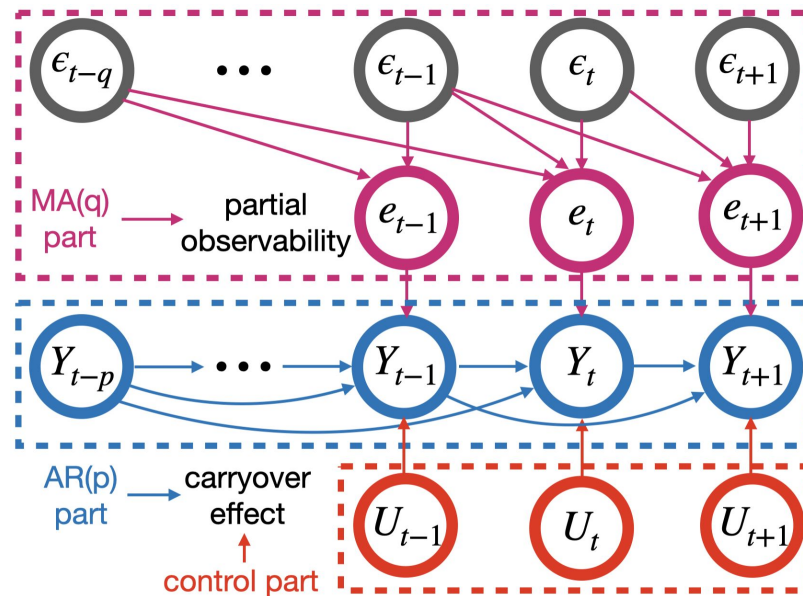 ϵ_{t−q} ••• ϵ_{t−1} ϵ_t ϵ_{t+1}
MA(q)
part
partial
observability
e_{t−1} e_t e_{t+1}
Y_{t−p} ••• Y_{t−1} Y_t Y_{t+1}
AR(p)
part
carryover
effect
control part
U_{t−1} U_t U_{t+1}